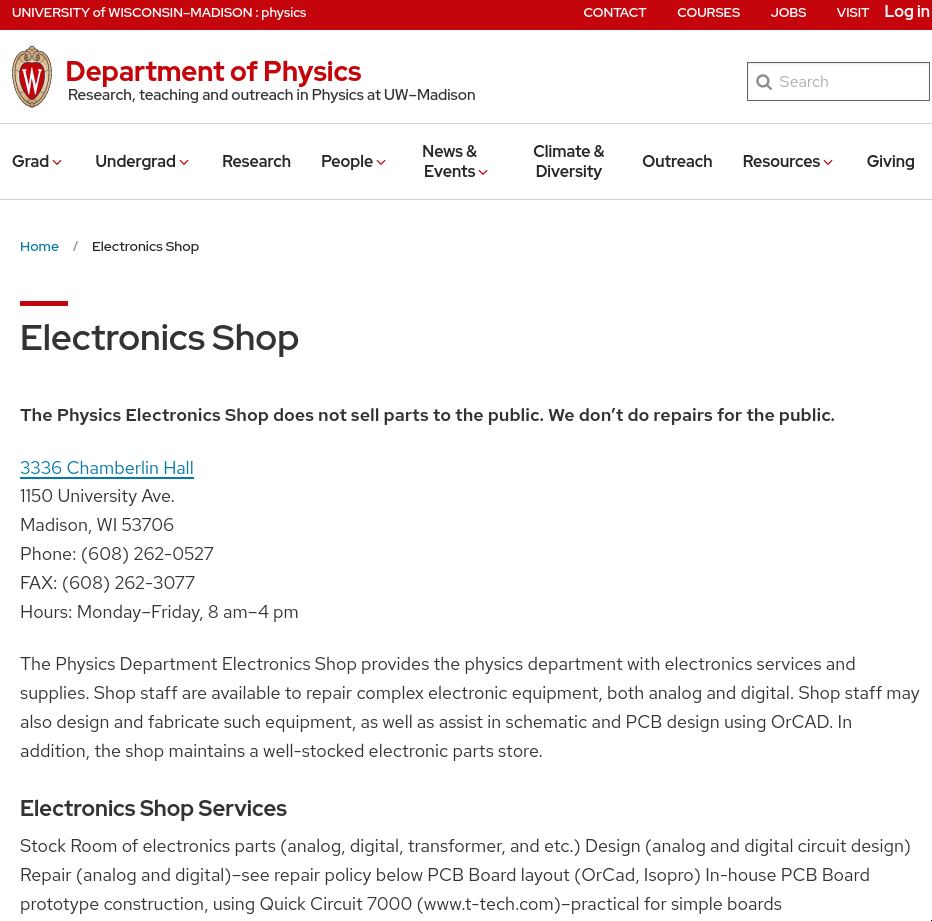 UNIVERSITY of WISCONSIN–MADISON : physics
CONTACT COURSES JOBS VISIT Log in
W
Department of Physics
Research, teaching and outreach in Physics at UW–Madison
Search
Grad Undergrad Research People News & Events Climate & Diversity Outreach Resources Giving
Home / Electronics Shop
Electronics Shop
The Physics Electronics Shop does not sell parts to the public. We don’t do repairs for the public.
3336 Chamberlin Hall
1150 University Ave.
Madison, WI 53706
Phone: (608) 262-0527
FAX: (608) 262-3077
Hours: Monday–Friday, 8 am–4 pm
The Physics Department Electronics Shop provides the physics department with electronics services and
supplies. Shop staff are available to repair complex electronic equipment, both analog and digital. Shop staff may
also design and fabricate such equipment, as well as assist in schematic and PCB design using OrCAD. In
addition, the shop maintains a well-stocked electronic parts store.
Electronics Shop Services
Stock Room of electronics parts (analog, digital, transformer, and etc.) Design (analog and digital circuit design)
Repair (analog and digital)–see repair policy below PCB Board layout (OrCad, Isopro) In-house PCB Board
prototype construction, using Quick Circuit 7000 (www.t-tech.com)–practical for simple boards